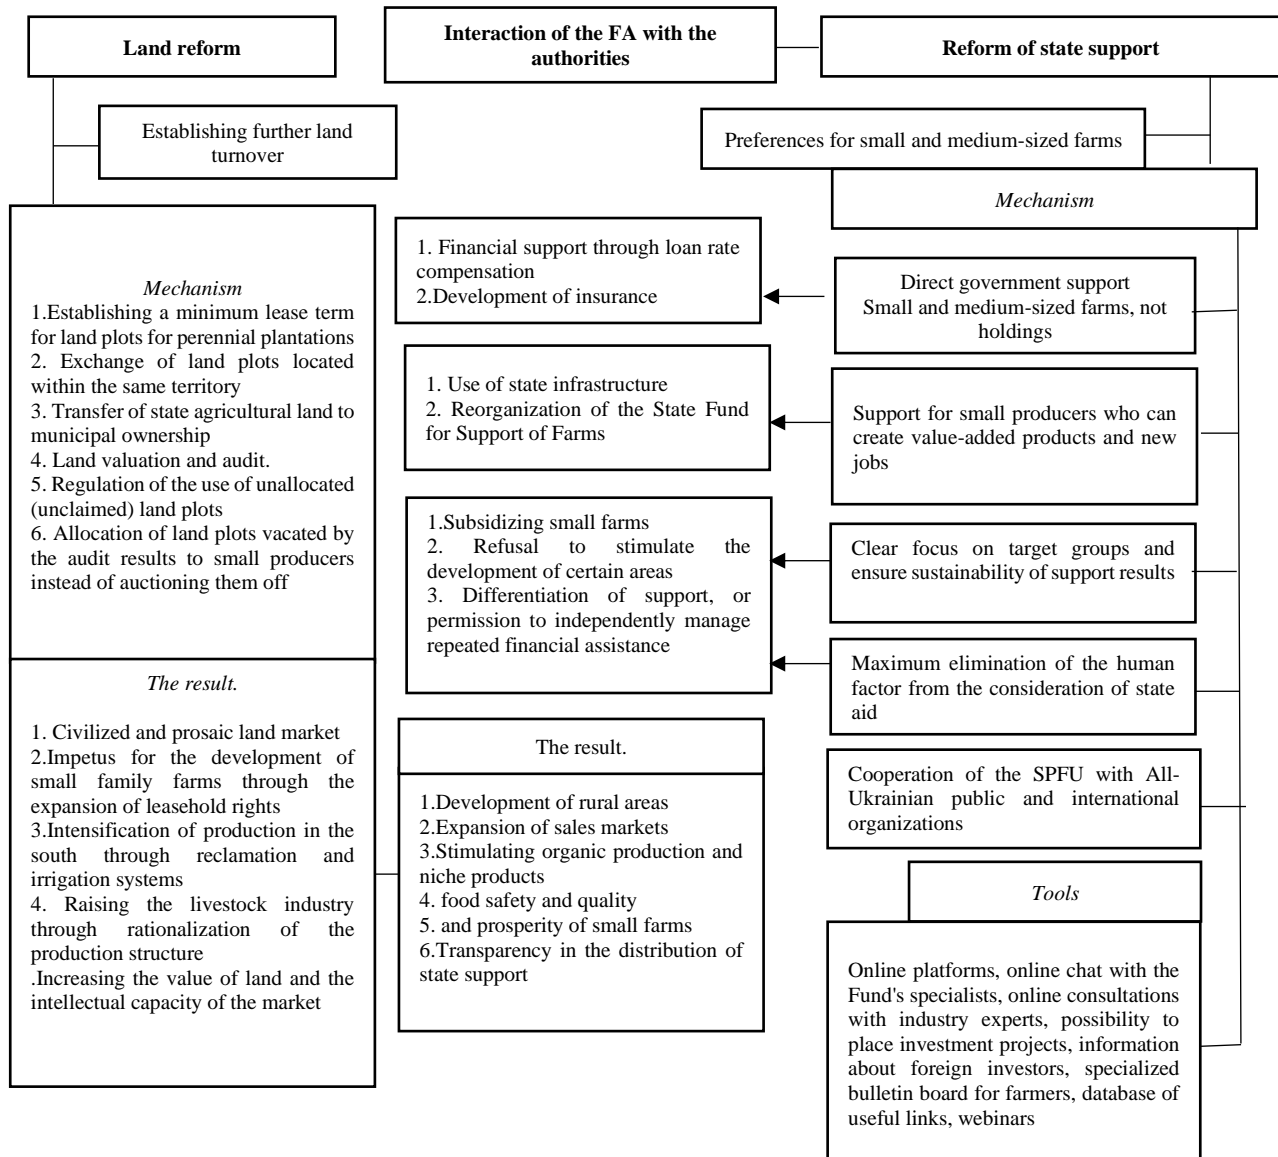 Land reform
Interaction of the FA with the
authorities
Reform of state support
Establishing further land
turnover
Preferences for small and medium-sized farms
Mechanism
1.Establishing a minimum lease term
for land plots for perennial plantations
2. Exchange of land plots located
within the same territory
3. Transfer of state agricultural land to
municipal ownership
4. Land valuation and audit.
5. Regulation of the use of unallocated
(unclaimed) land plots
6. Allocation of land plots vacated by
the audit results to small producers
instead of auctioning them off
The result.
1. Civilized and prosaic land market
2.Impetus for the development of
small family farms through the
expansion of leasehold rights
3.Intensification of production in the
south through reclamation and
irrigation systems
4. Raising the livestock industry
through rationalization of the
production structure
.Increasing the value of land and the
intellectual capacity of the market
1. Financial support through loan rate
compensation
2.Development of insurance
1. Use of state infrastructure
2. Reorganization of the State Fund
for Support of Farms
1.Subsidizing small farms
2. Refusal to stimulate the
development of certain areas
3. Differentiation of support, or
permission to independently manage
repeated financial assistance
The result.
1.Development of rural areas
2.Expansion of sales markets
3.Stimulating organic production and
niche products
4. food safety and quality
5. and prosperity of small farms
6.Transparency in the distribution of
state support
Mechanism
Direct government support
Small and medium-sized farms, not
holdings
Support for small producers who can
create value-added products and new
jobs
Clear focus on target groups and
ensure sustainability of support results
Maximum elimination of the human
factor from the consideration of state
aid
Cooperation of the SPFU with All-
Ukrainian public and international
organizations
Tools
Online platforms, online chat with the
Fund's specialists, online consultations
with industry experts, possibility to
place investment projects, information
about foreign investors, specialized
bulletin board for farmers, database of
useful links, webinars